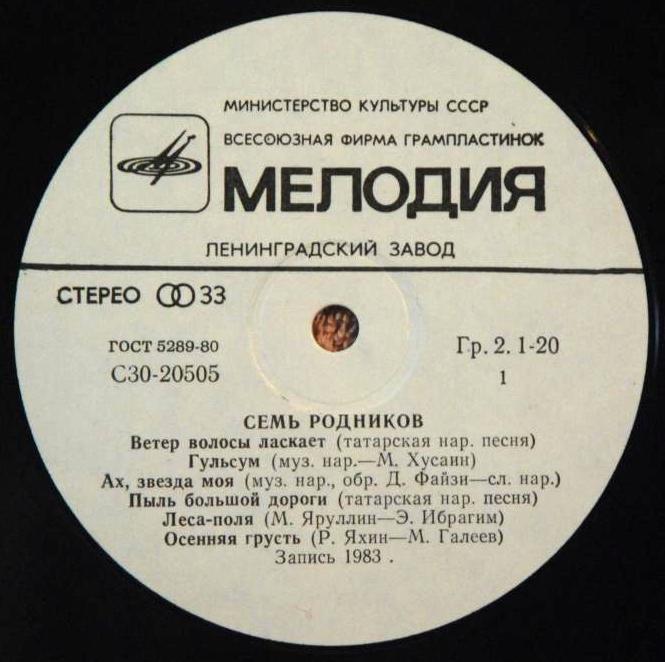 МИНИСТЕРСТВО КУЛЬТУРЫ СССР
ВСЕСОЮЗНАЯ ФИРМА ГРАМПЛАСТИНОК
МЕЛОДИЯ
ЛЕНИНГРАДСКИЙ ЗАВОД
СТЕРЕО 33
ГОСТ 5289-80
Гр. 2. 1-20
С30-20505
1
СЕМЬ РОДНИКОВ
Ветер волосы ласкает (татарская нар. песня)
Гульсум (муз. нар.—М. Хусаин)
Ах, звезда моя (муз. нар., обр. Д. Файзи—сл. нар.)
Пыль большой дороги (татарская нар. песня)
Леса-поля (М. Яруллин—Э. Ибрагим)
Осенняя грусть (Р. Яхин—М. Галеев)
Запись 1983 .